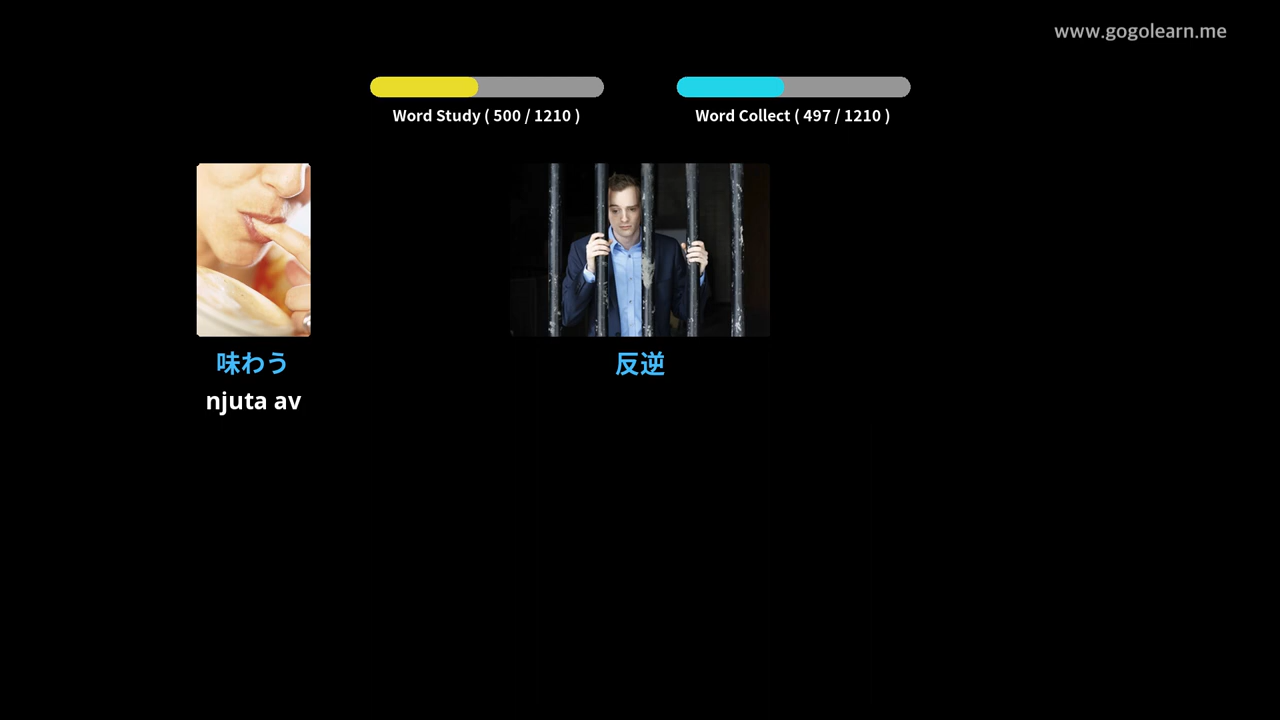 www.gogolearn.me
Word Study ( 500 / 1210 )
Word Collect ( 497 / 1210 )
味わう
njuta av
反逆